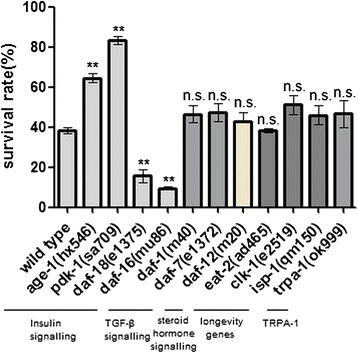 survival rate(%)
100
80
60
40
20
0
**
**
**
**
n.s.
n.s.
n.s.
n.s.
n.s.
n.s.
n.s.
wild type
age-1(hx546)
pdk-1(sa709)
daf-18(e1375)
daf-16(mu86)
daf-1(m40)
daf-7(e1372)
daf-12(m20)
eat-2(ad465)
clk-1(e2519)
isp-1(qm150)
trpa-1(ok999)
Insulin
signalling
TGF-β
signalling
steroid
hormone
signalling
longevity
genes
TRPA-1